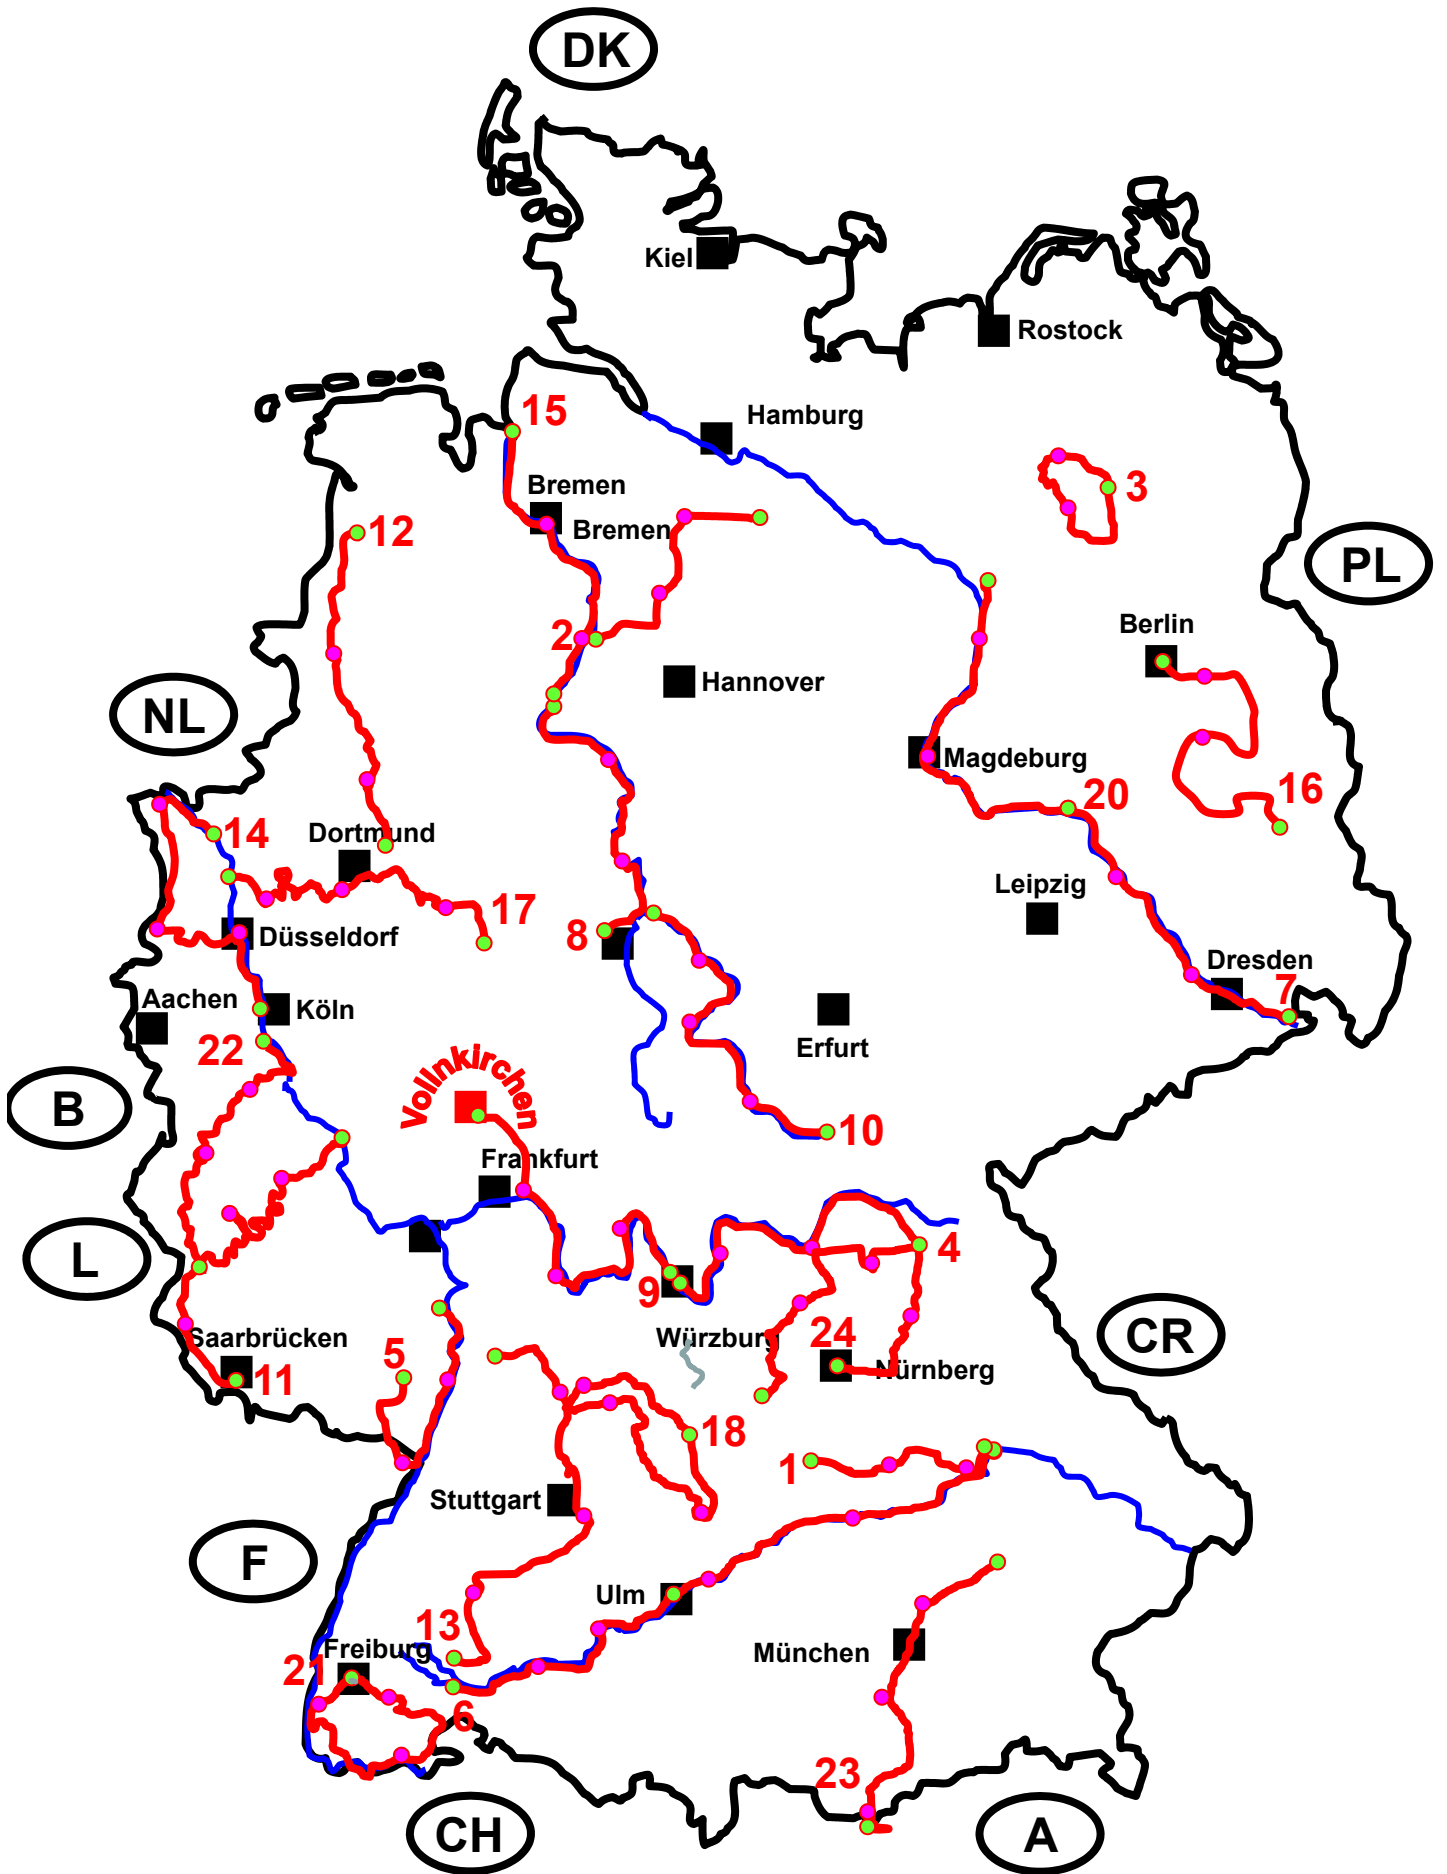 DK
Kiel
Rostock
15
Hamburg
Bremen
3
12
Bremen
PL
2
Berlin
Hannover
NL
Magdeburg
20
16
14
Dortmund
Leipzig
17
8
Düsseldorf
Dresden
7
Aachen
Köln
22
Erfurt
Vollnkirchen
B
10
Frankfurt
L
4
9
Saarbrücken
Würzburg
24
CR
5
11
Nürnberg
18
1
Stuttgart
F
Ulm
13
Freiburg
München
21
6
23
CH
A